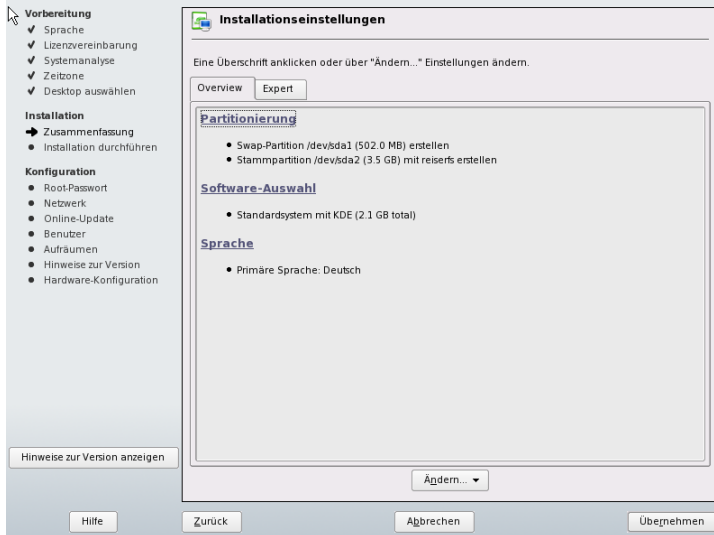 Vorbereitung
Sprache
Lizenzvereinbarung
Systemanalyse
Zeitzone
Desktop auswählen
Installation
Zusammenfassung
Installation durchführen
Konfiguration
Root-Passwort
Netzwerk
Online-Update
Benutzer
Aufräumen
Hinweise zur Version
Hardware-Konfiguration
Hinweise zur Version anzeigen
Hilfe
Installationseinstellungen
Eine Überschrift anklicken oder über "Ändern..." Einstellungen ändern.
Overview
Expert
Partitionierung
Swap-Partition /dev/sda1 (502.0 MB) erstellen
Stammpartition /dev/sda2 (3.5 GB) mit reiserfs erstellen
Software-Auswahl
Standardsystem mit KDE (2.1 GB total)
Sprache
Primäre Sprache: Deutsch
Ändern...
Zurück
Abbrechen
Übernehmen